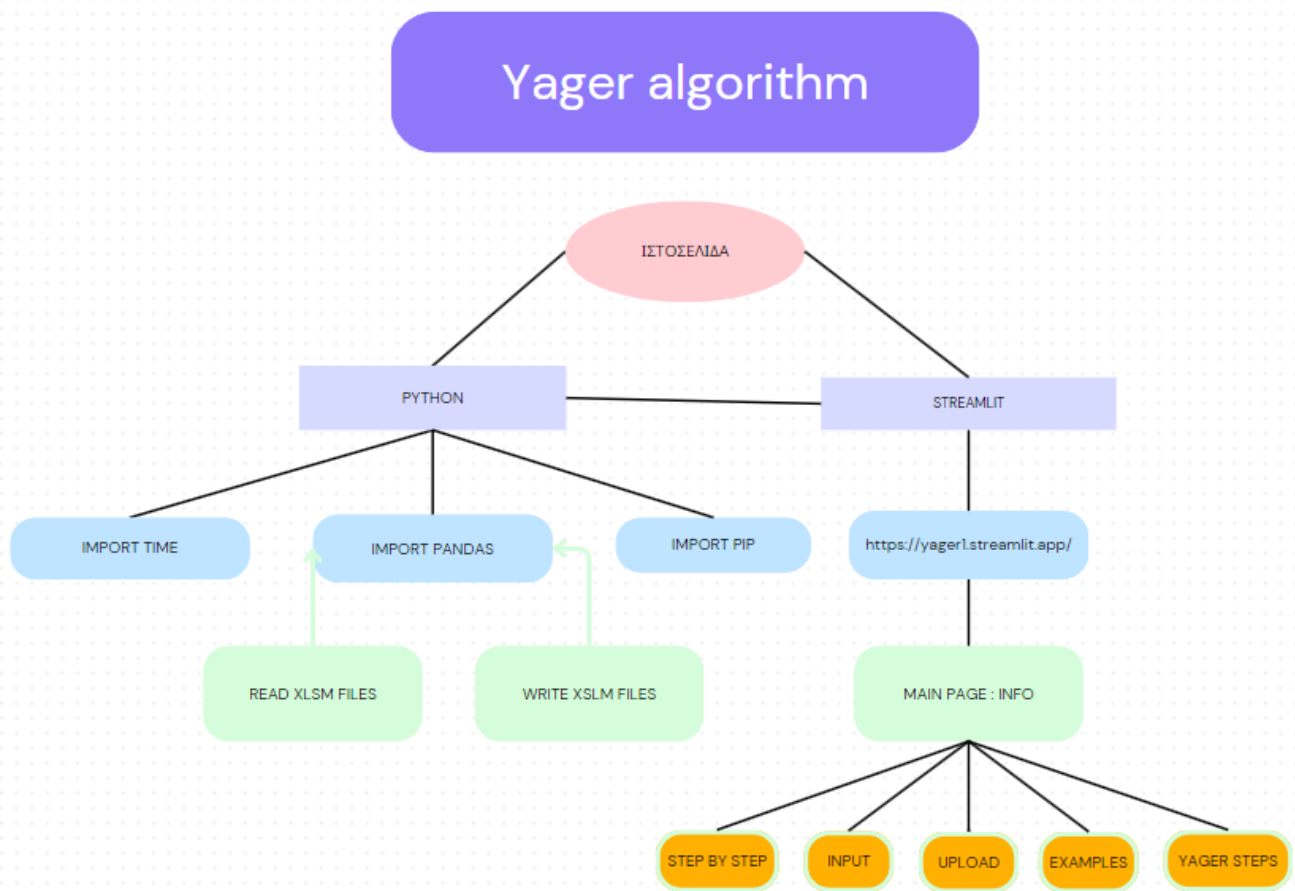 Yager algorithm
ΙΣΤΟΣΕΛΙΔΑ
PYTHON
STREAMLIT
IMPORT TIME
IMPORT PANDAS
IMPORT PIP
https://yager1.streamlit.app/
READ XLSM FILES
WRITE XSLM FILES
MAIN PAGE : INFO
STEP BY STEP
INPUT
UPLOAD
EXAMPLES
YAGER STEPS